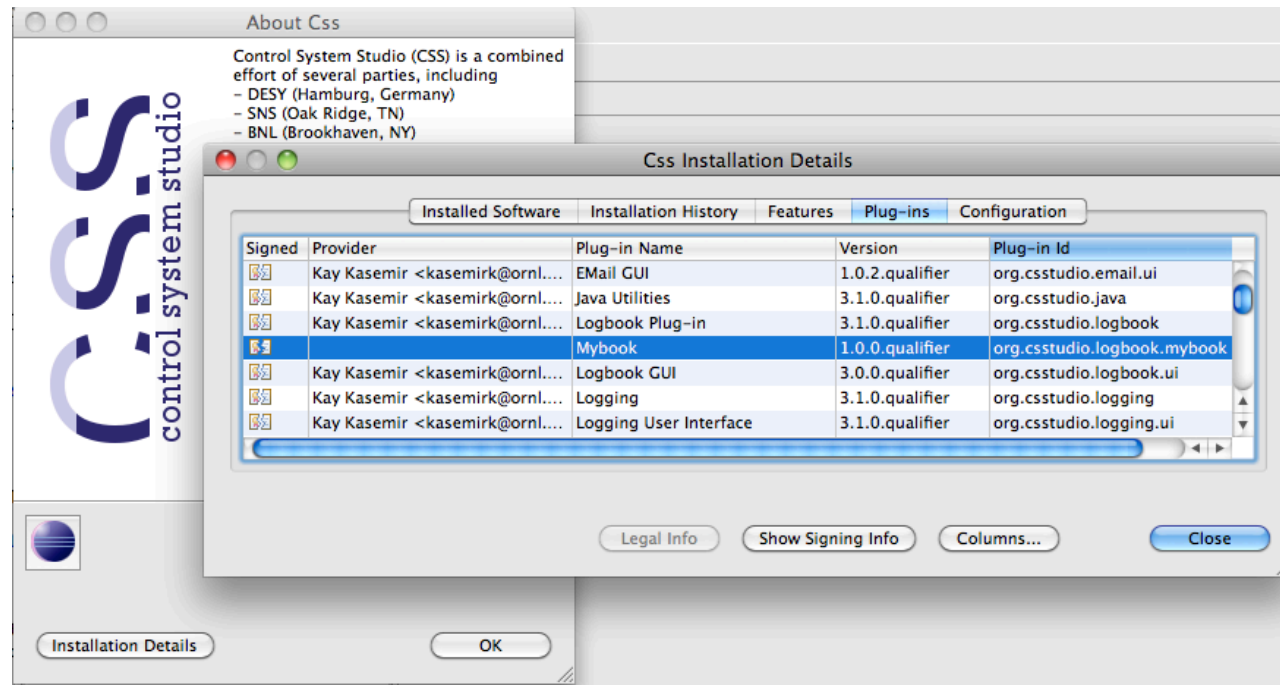 About Css
Control System Studio (CSS) is a combined
effort of several parties, including
– DESY (Hamburg, Germany)
– SNS (Oak Ridge, TN)
– BNL (Brookhaven, NY)
CSS
control system studio
Css Installation Details
Installed Software Installation History Features Plug-ins Configuration
Signed Provider Plug-in Name Version Plug-in Id
Kay Kasemir <kasemirk@ornl.... EMail GUI 1.0.2.qualifier org.csstudio.email.ui
Kay Kasemir <kasemirk@ornl.... Java Utilities 3.1.0.qualifier org.csstudio.java
Kay Kasemir <kasemirk@ornl.... Logbook Plug-in 3.1.0.qualifier org.csstudio.logbook
Mybook 1.0.0.qualifier org.csstudio.logbook.mybook
Kay Kasemir <kasemirk@ornl.... Logbook GUI 3.0.0.qualifier org.csstudio.logbook.ui
Kay Kasemir <kasemirk@ornl.... Logging 3.1.0.qualifier org.csstudio.logging
Kay Kasemir <kasemirk@ornl.... Logging User Interface 3.1.0.qualifier org.csstudio.logging.ui
Legal Info Show Signing Info Columns... Close
Installation Details OK